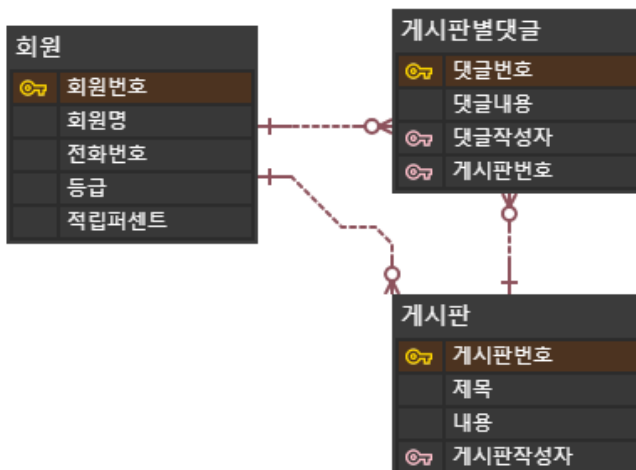 회원
회원번호
회원명
전화번호
등급
적립퍼센트
게시판별댓글
댓글번호
댓글내용
댓글작성자
게시판번호
게시판
게시판번호
제목
내용
게시판작성자